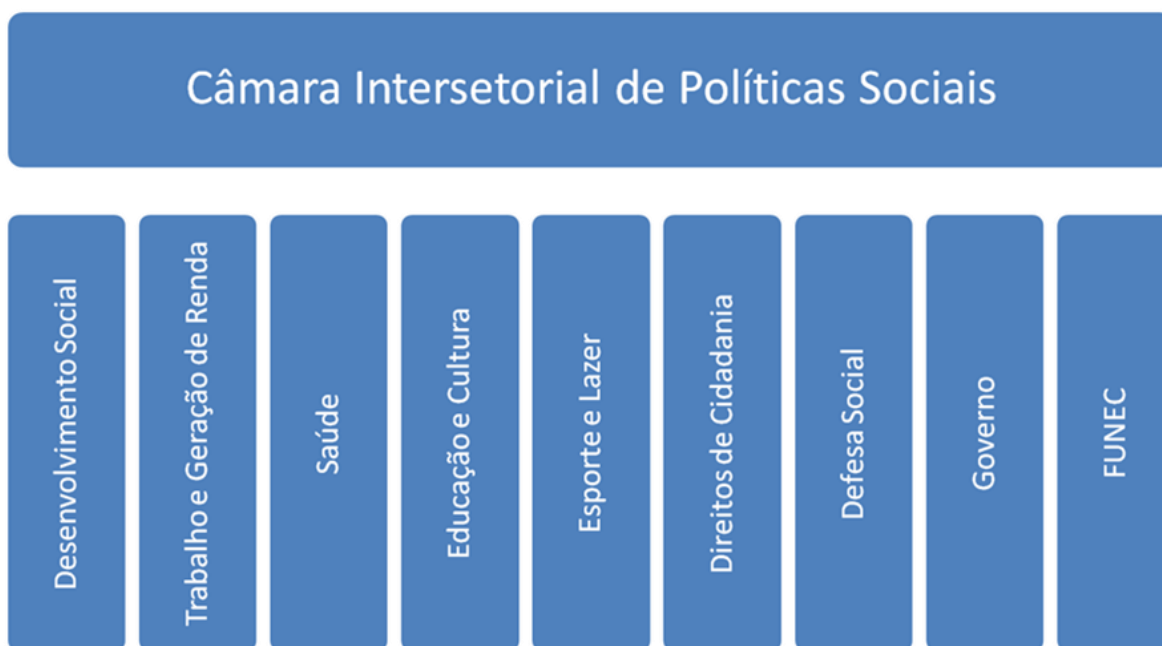 Câmara Intersetorial de Políticas Sociais
Desenvolvimento Social
Trabalho e Geração de Renda
Saúde
Educação e Cultura
Esporte e Lazer
Direitos de Cidadania
Defesa Social
Governo
FUNEC